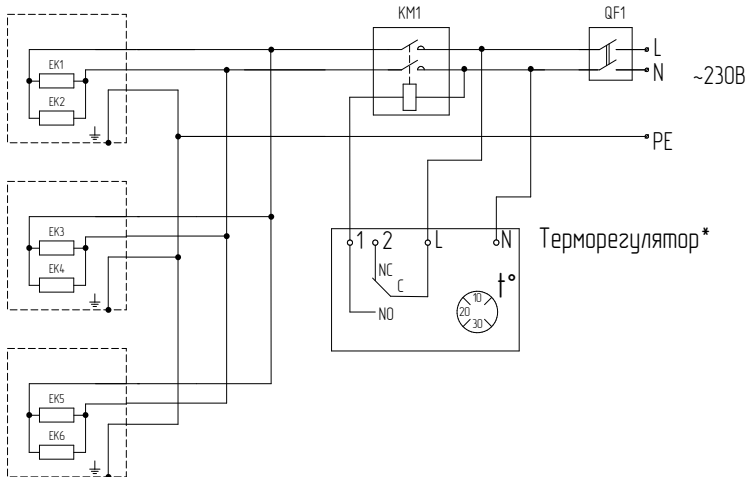 KM1
QF1
L
N
~230В
PE
EK1
EK2
EK3
EK4
EK5
EK6
1 2 L N
Терморегулятор*
NC
C
NO
t°
10
20
30